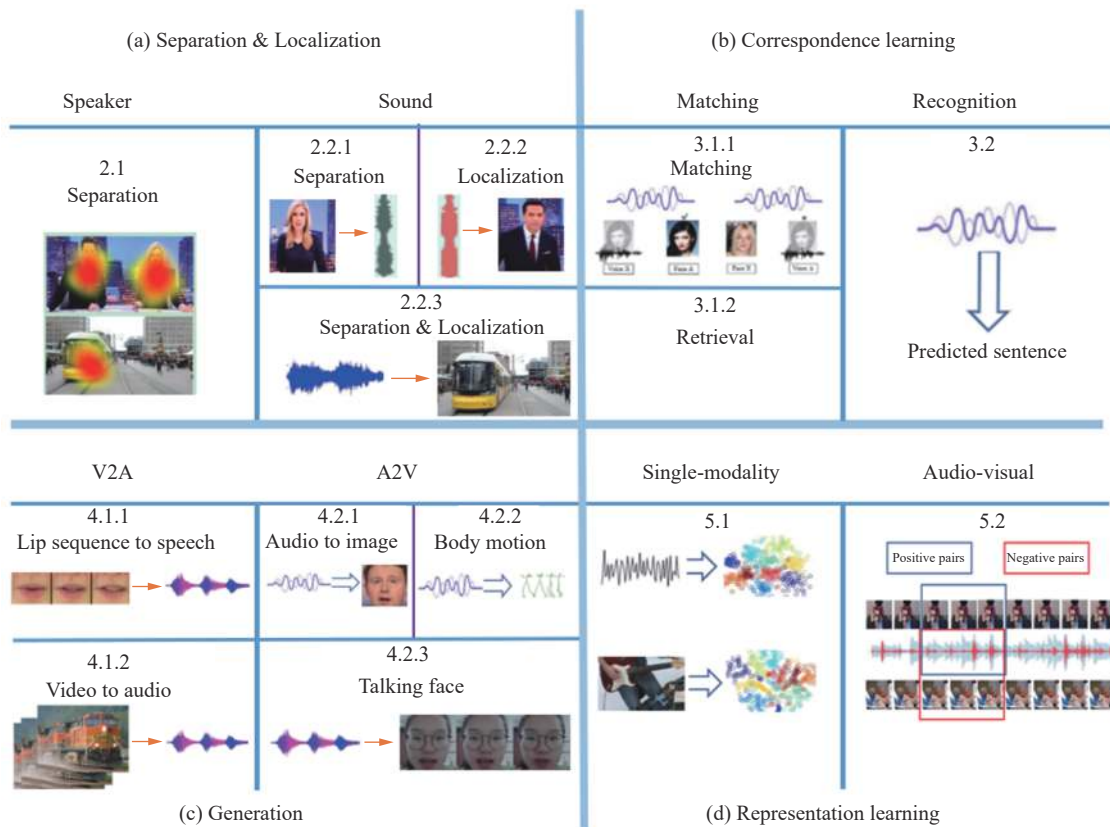 (a) Separation & Localization
(b) Correspondence learning
Speaker
Sound
Matching
Recognition
2.1
Separation
2.2.1
Separation
2.2.2
Localization
2.2.3
Separation & Localization
3.1.1
Matching
Voice B
Face A
Face B
Voice A
3.1.2
Retrieval
3.2
Predicted sentence
V2A
A2V
Single-modality
Audio-visual
4.1.1
Lip sequence to speech
4.2.1
Audio to image
4.2.2
Body motion
4.1.2
Video to audio
4.2.3
Talking face
5.1
5.2
Positive pairs
Negative pairs
(c) Generation
(d) Representation learning